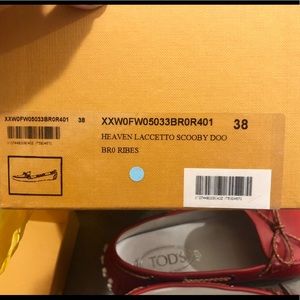 XXW0FW05033BR0R401 38 XXW0FW05033BR0R401 38
HEAVEN LACCETTO SCOOBY DOO
BR0 RIBES
TOD'S